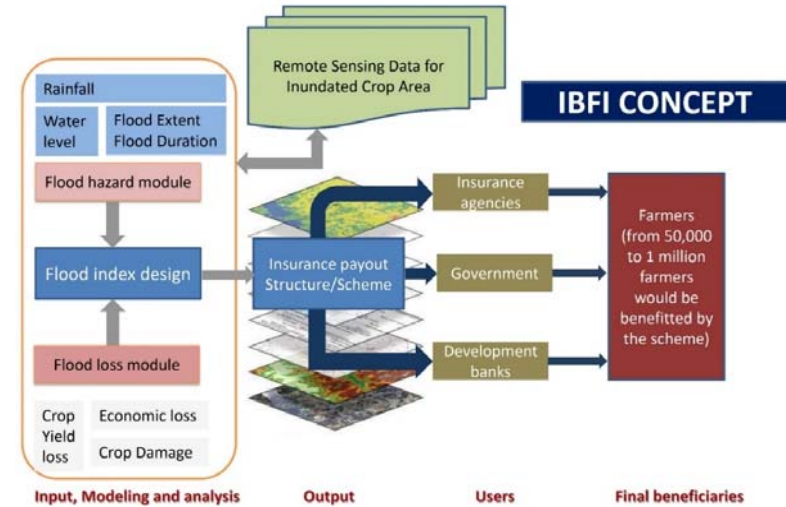 Remote Sensing Data for
Inundated Crop Area
IBFI CONCEPT
Rainfall
Water
level
Flood Extent
Flood Duration
Flood hazard module
Flood index design
Flood loss module
Crop
Yield
loss
Economic loss
Crop Damage
Insurance payout
Structure/Scheme
Insurance
agencies
Government
Development
banks
Farmers
(from 50,000
to 1 million
farmers
would be
benefitted by
the scheme)
Input, Modeling and analysis
Output
Users
Final beneficiaries